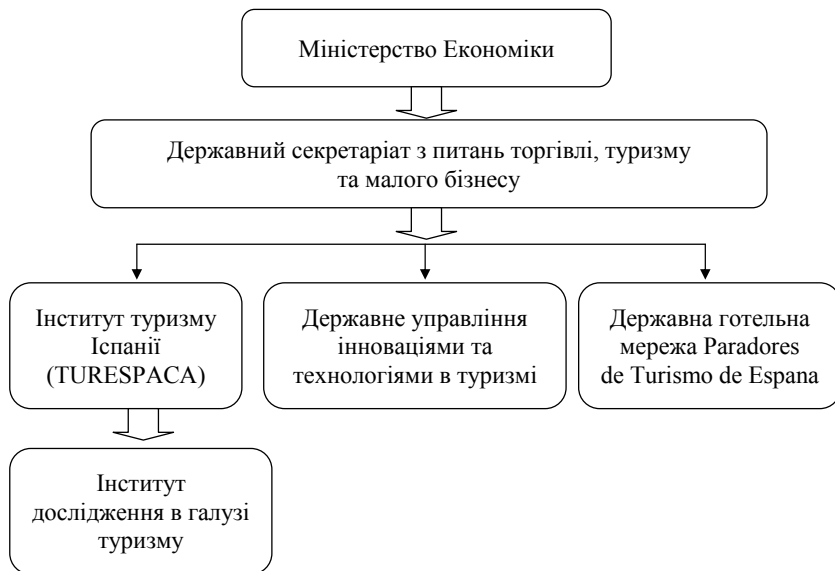 Міністерство Економіки
Державний секретаріат з питань торгівлі, туризму
та малого бізнесу
Інститут туризму
Іспанії
(TURESPACA)
Державне управління
інноваціями та
технологіями в туризмі
Державна готельна
мережа Paradores
de Turismo de Espana
Інститут
дослідження в галузі
туризму